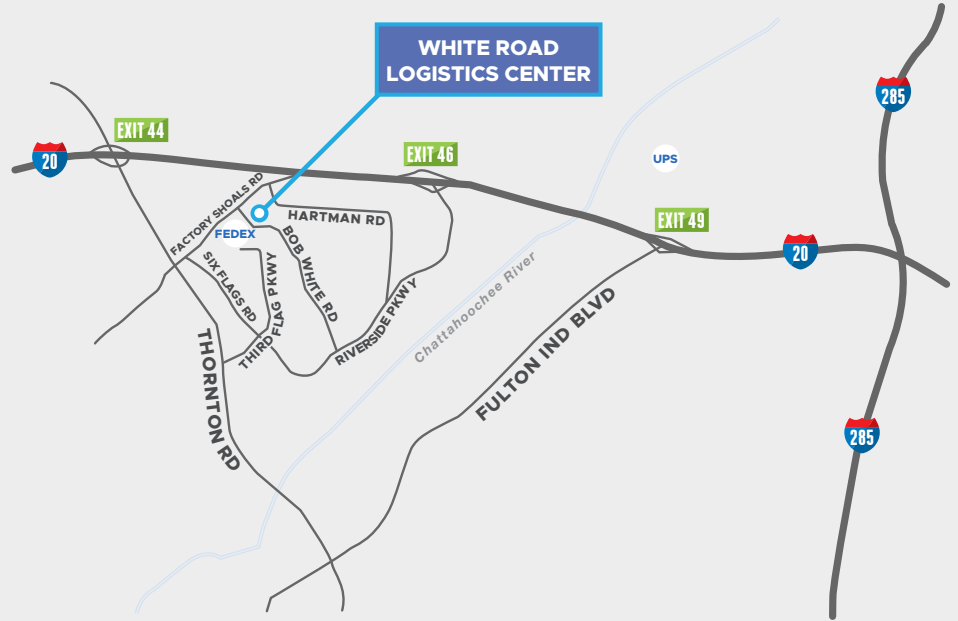 WHITE ROAD
LOGISTICS CENTER
285
EXIT 44
20
EXIT 46
UPS
FACTORY SHOALS RD
HARTMAN RD
EXIT 49
FEDEX
BOB WHITE RD
20
SIX FLAGS RD
THIRD FLAG PKWY
RIVERSIDE PKWY
Chattahoochee River
FULTON IND BLVD
THORNTON RD
285